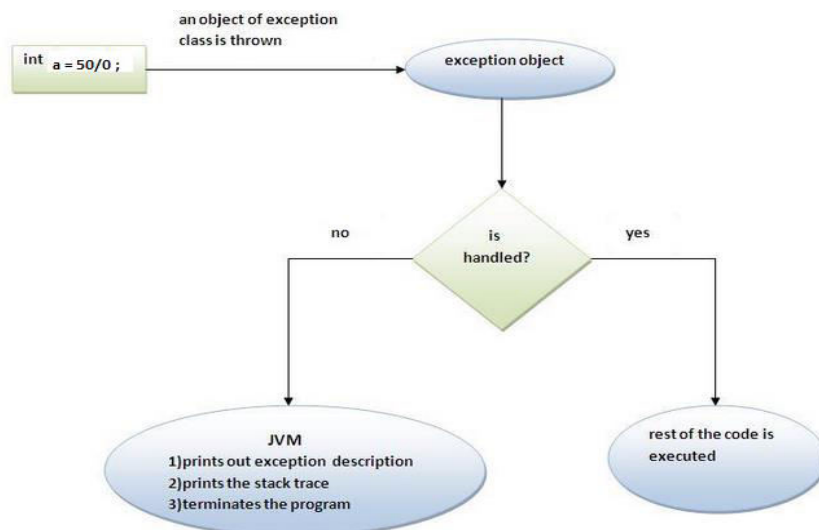 an object of exception
class is thrown
int a = 50/0 ;
exception object
is
handled?
no
yes
JVM
1)prints out exception description
2)prints the stack trace
3)terminates the program
rest of the code is
executed